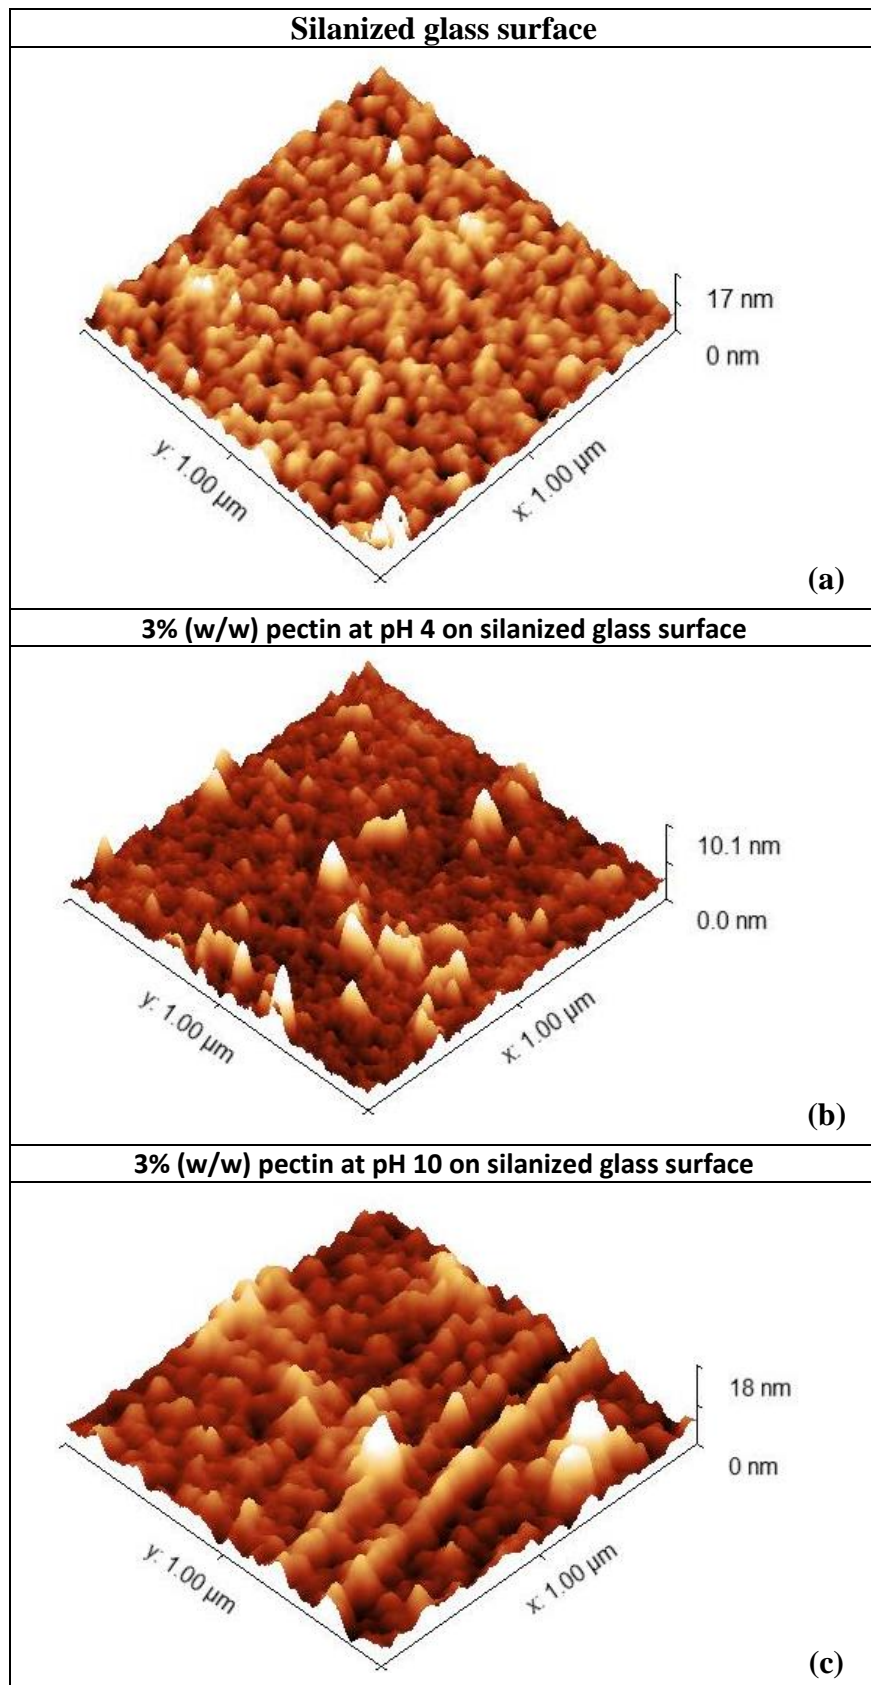 Silanized glass surface
17 nm
0 nm
y: 1.00 µm
x: 1.00 µm
(a)
3% (w/w) pectin at pH 4 on silanized glass surface
10.1 nm
0.0 nm
y: 1.00 µm
x: 1.00 µm
(b)
3% (w/w) pectin at pH 10 on silanized glass surface
18 nm
0 nm
y: 1.00 µm
x: 1.00 µm
(c)